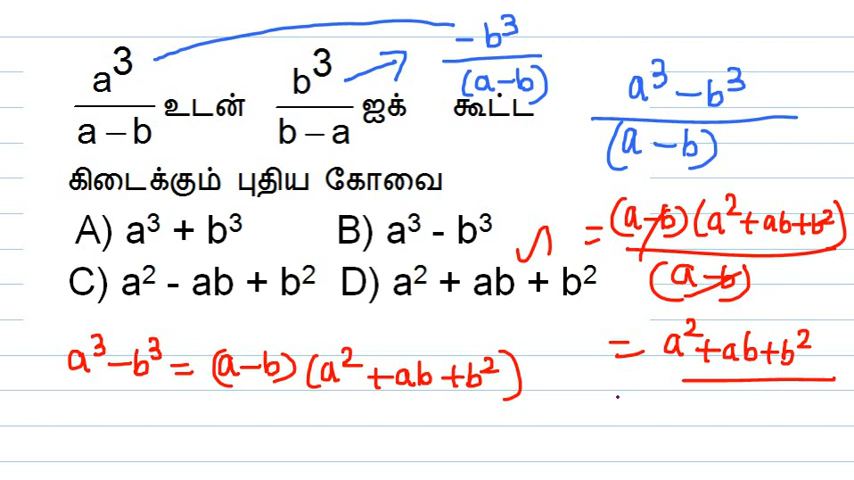 a³/(a – b) உடன் b³/(b – a) ஐக் கூட்ட
-b³/(a-b)
கிடைக்கும் புதிய கோவை
A) a³ + b³ B) a³ - b³
C) a² - ab + b² D) a² + ab + b²
a³-b³ = (a-b) (a²+ab+b²)
a³-b³/(a-b)
= (a-b)(a²+ab+b²)/(a-b)
= a²+ab+b²